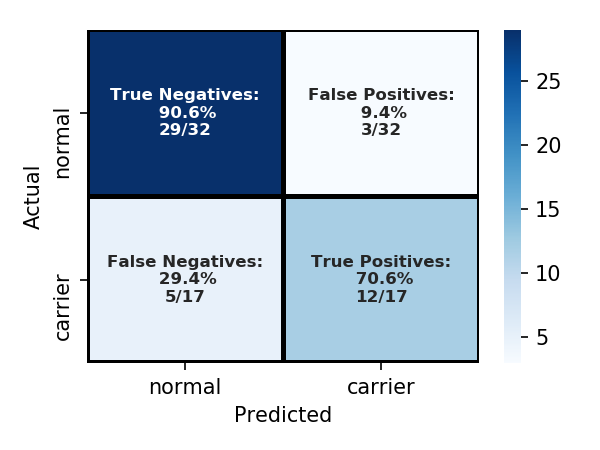 True Negatives:
90.6%
29/32
False Positives:
9.4%
3/32
False Negatives:
29.4%
5/17
True Positives:
70.6%
12/17
Actual
normal
carrier
normal
carrier
Predicted
25
20
15
10
5